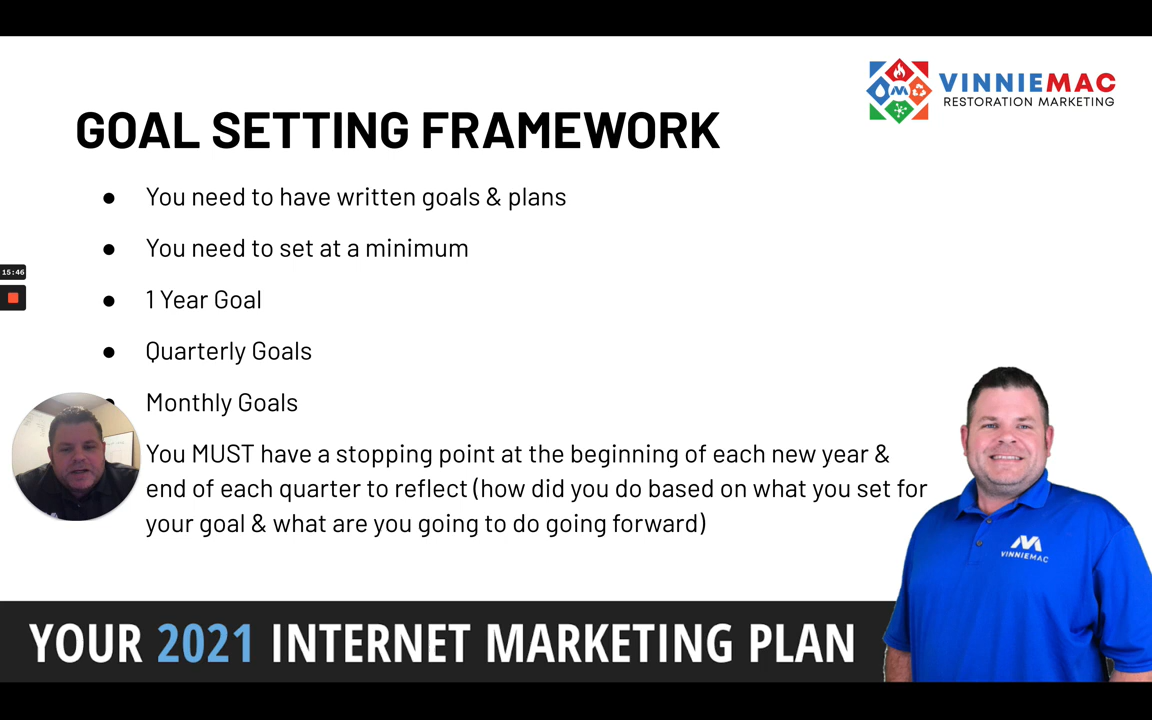 VINNIEMAC
RESTORATION MARKETING
GOAL SETTING FRAMEWORK
● You need to have written goals & plans
● You need to set at a minimum
15:46
● 1 Year Goal
● Quarterly Goals
Monthly Goals
You MUST have a stopping point at the beginning of each new year &
end of each quarter to reflect (how did you do based on what you set for
your goal & what are you going to do going forward)
VINNIEMAC
YOUR 2021 INTERNET MARKETING PLAN